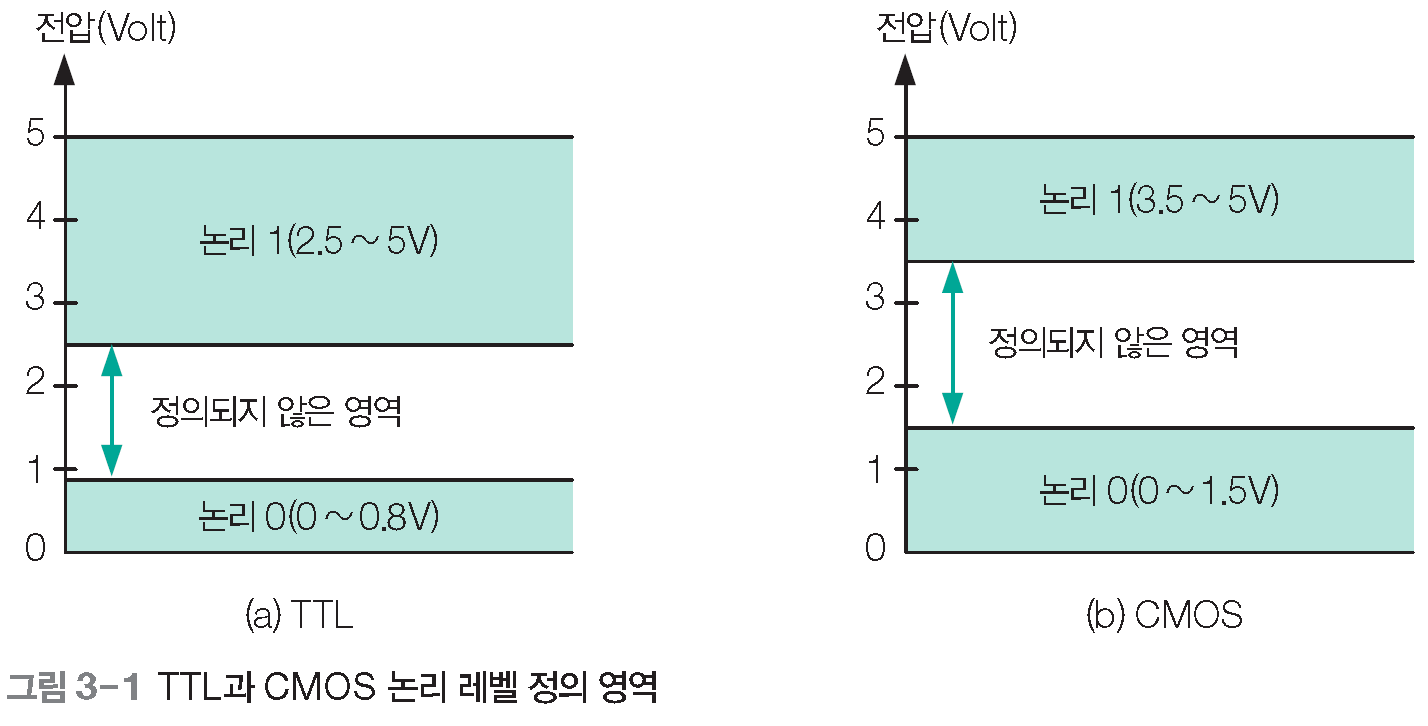 전압(Volt)
5
4
3
2
1
0
논리 1(2.5 ~ 5V)
정의되지 않은 영역
논리 0(0 ~ 0.8V)
(a) TTL
전압(Volt)
5
4
3
2
1
0
논리 1(3.5 ~ 5V)
정의되지 않은 영역
논리 0(0 ~ 1.5V)
(b) CMOS
그림 3-1 TTL과 CMOS 논리 레벨 정의 영역